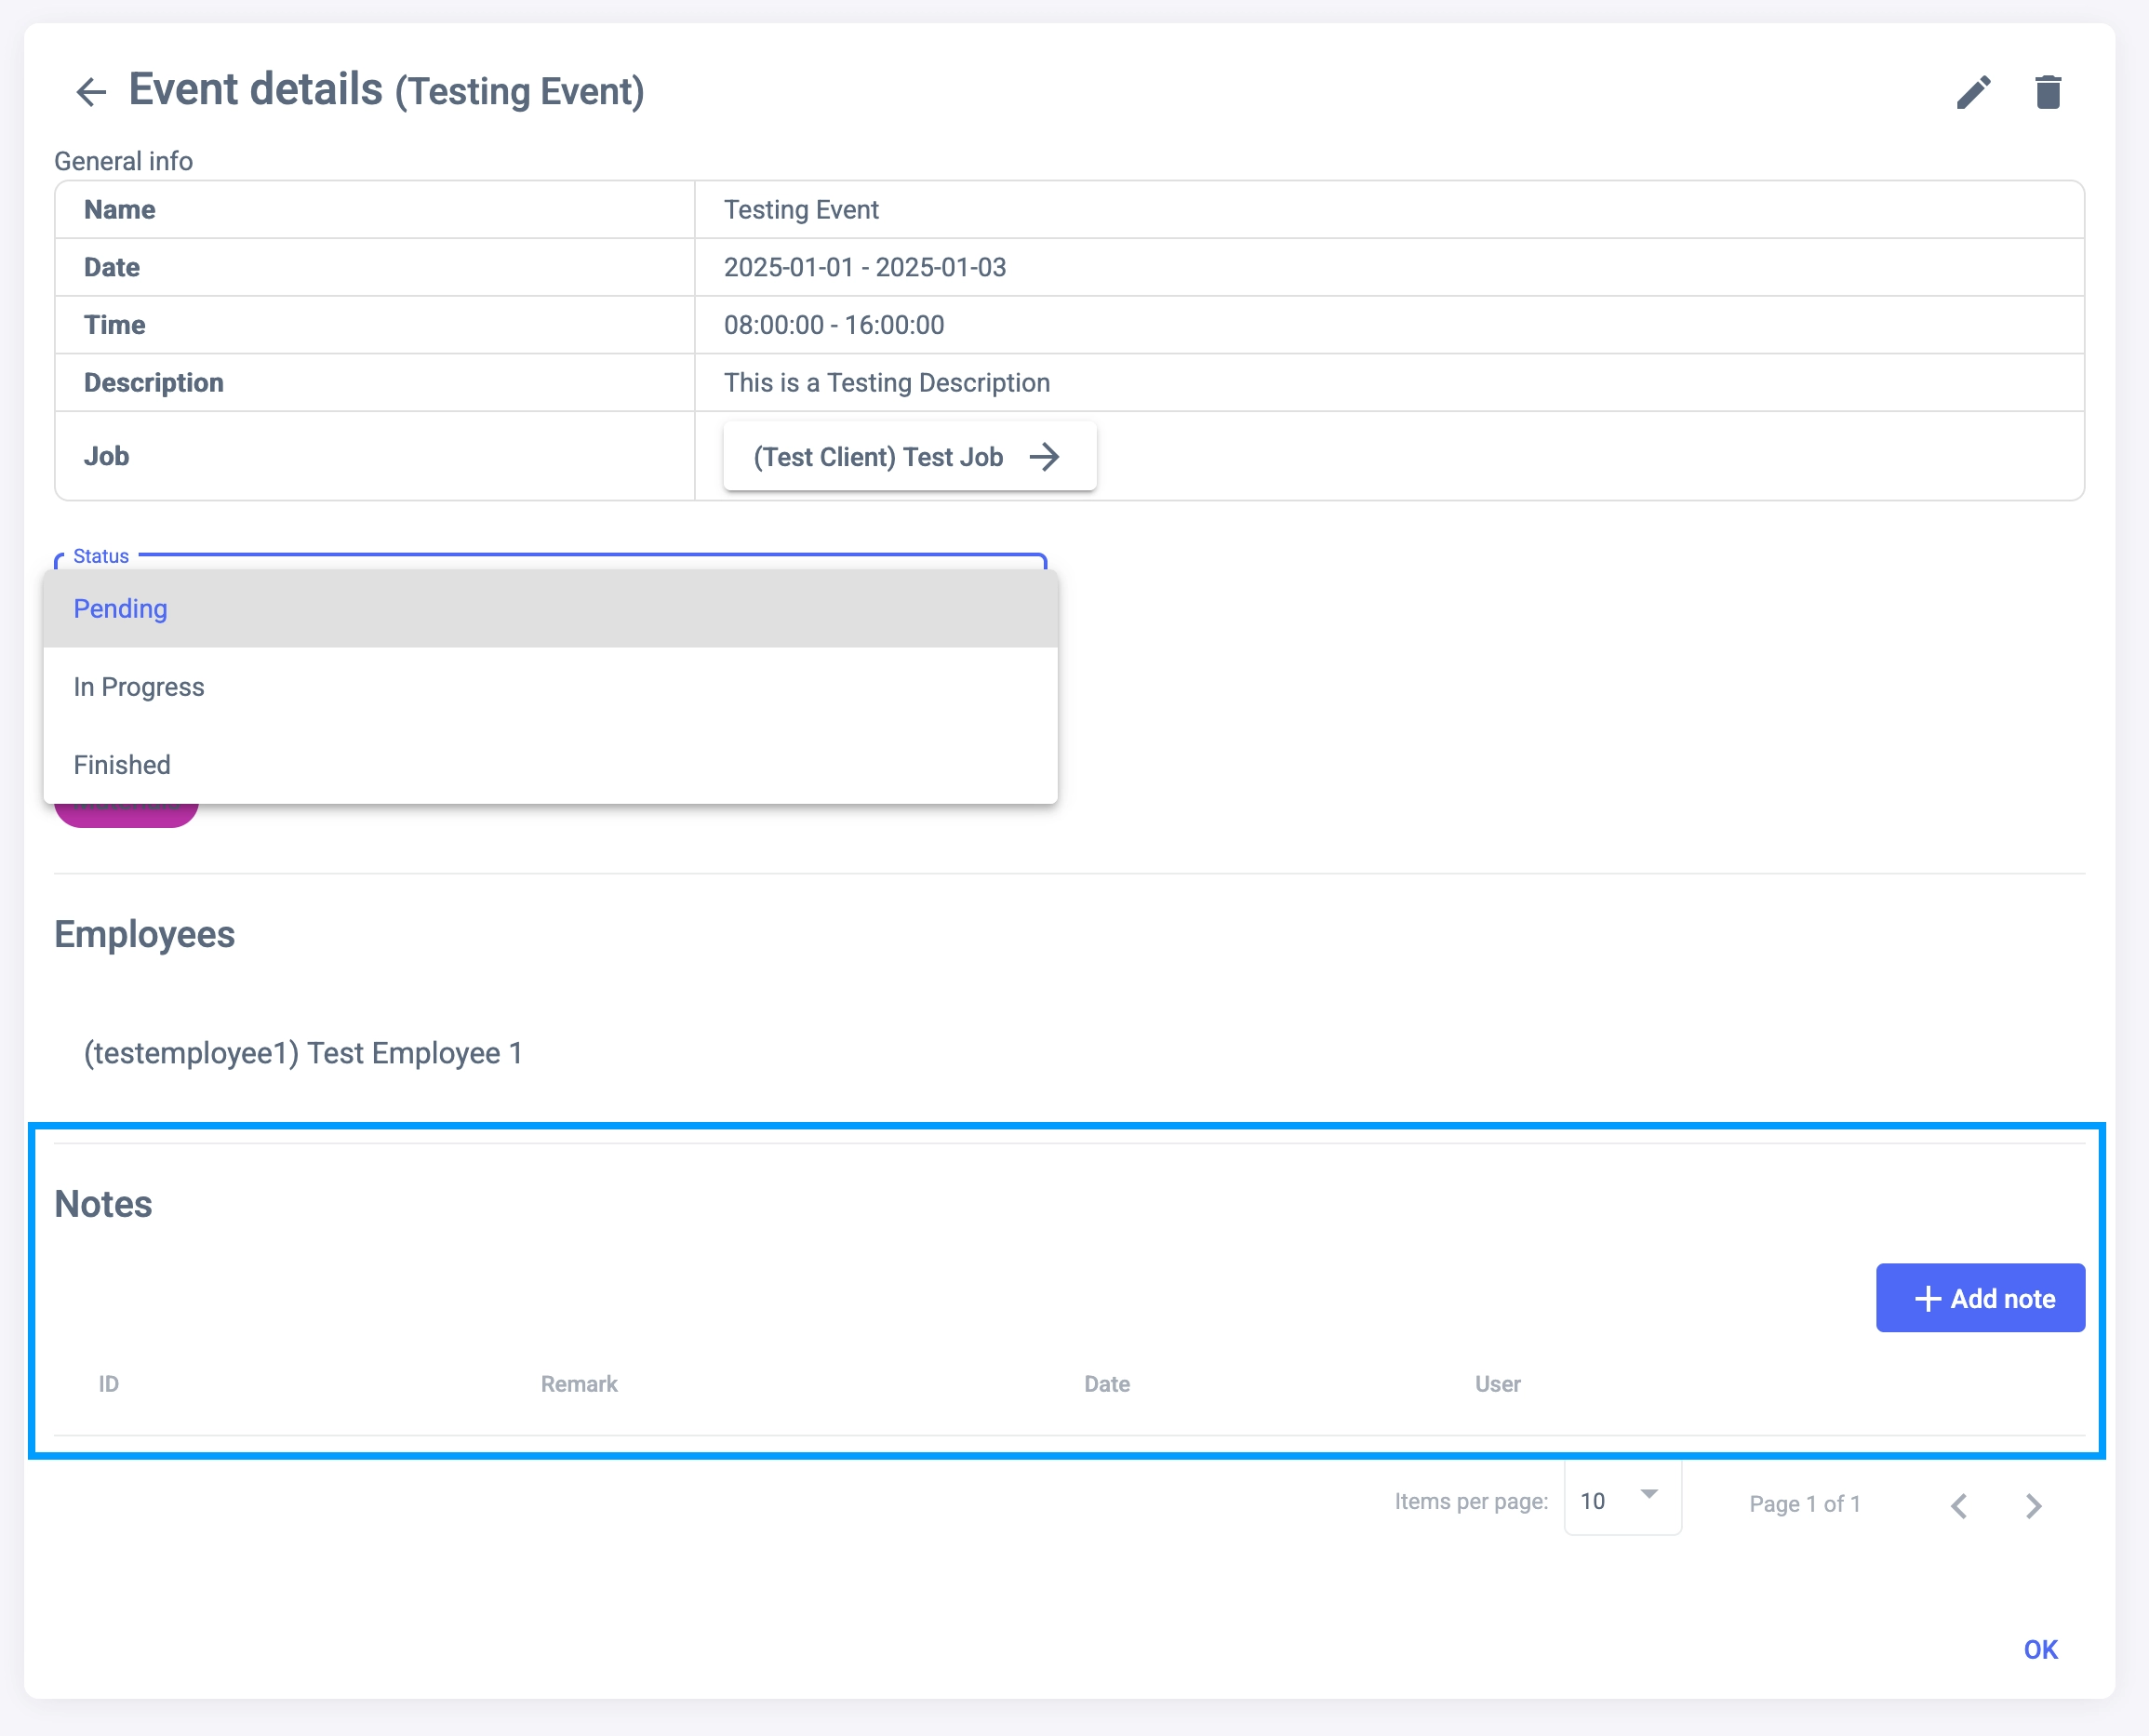 Event details (Testing Event)
General info
Name Testing Event
Date 2025-01-01 - 2025-01-03
Time 08:00:00 - 16:00:00
Description This is a Testing Description
Job (Test Client) Test Job
Status
Pending
In Progress
Finished
Employees
(testemployee1) Test Employee 1
Notes
Add note
ID Remark Date User
Items per page: 10 Page 1 of 1
OK